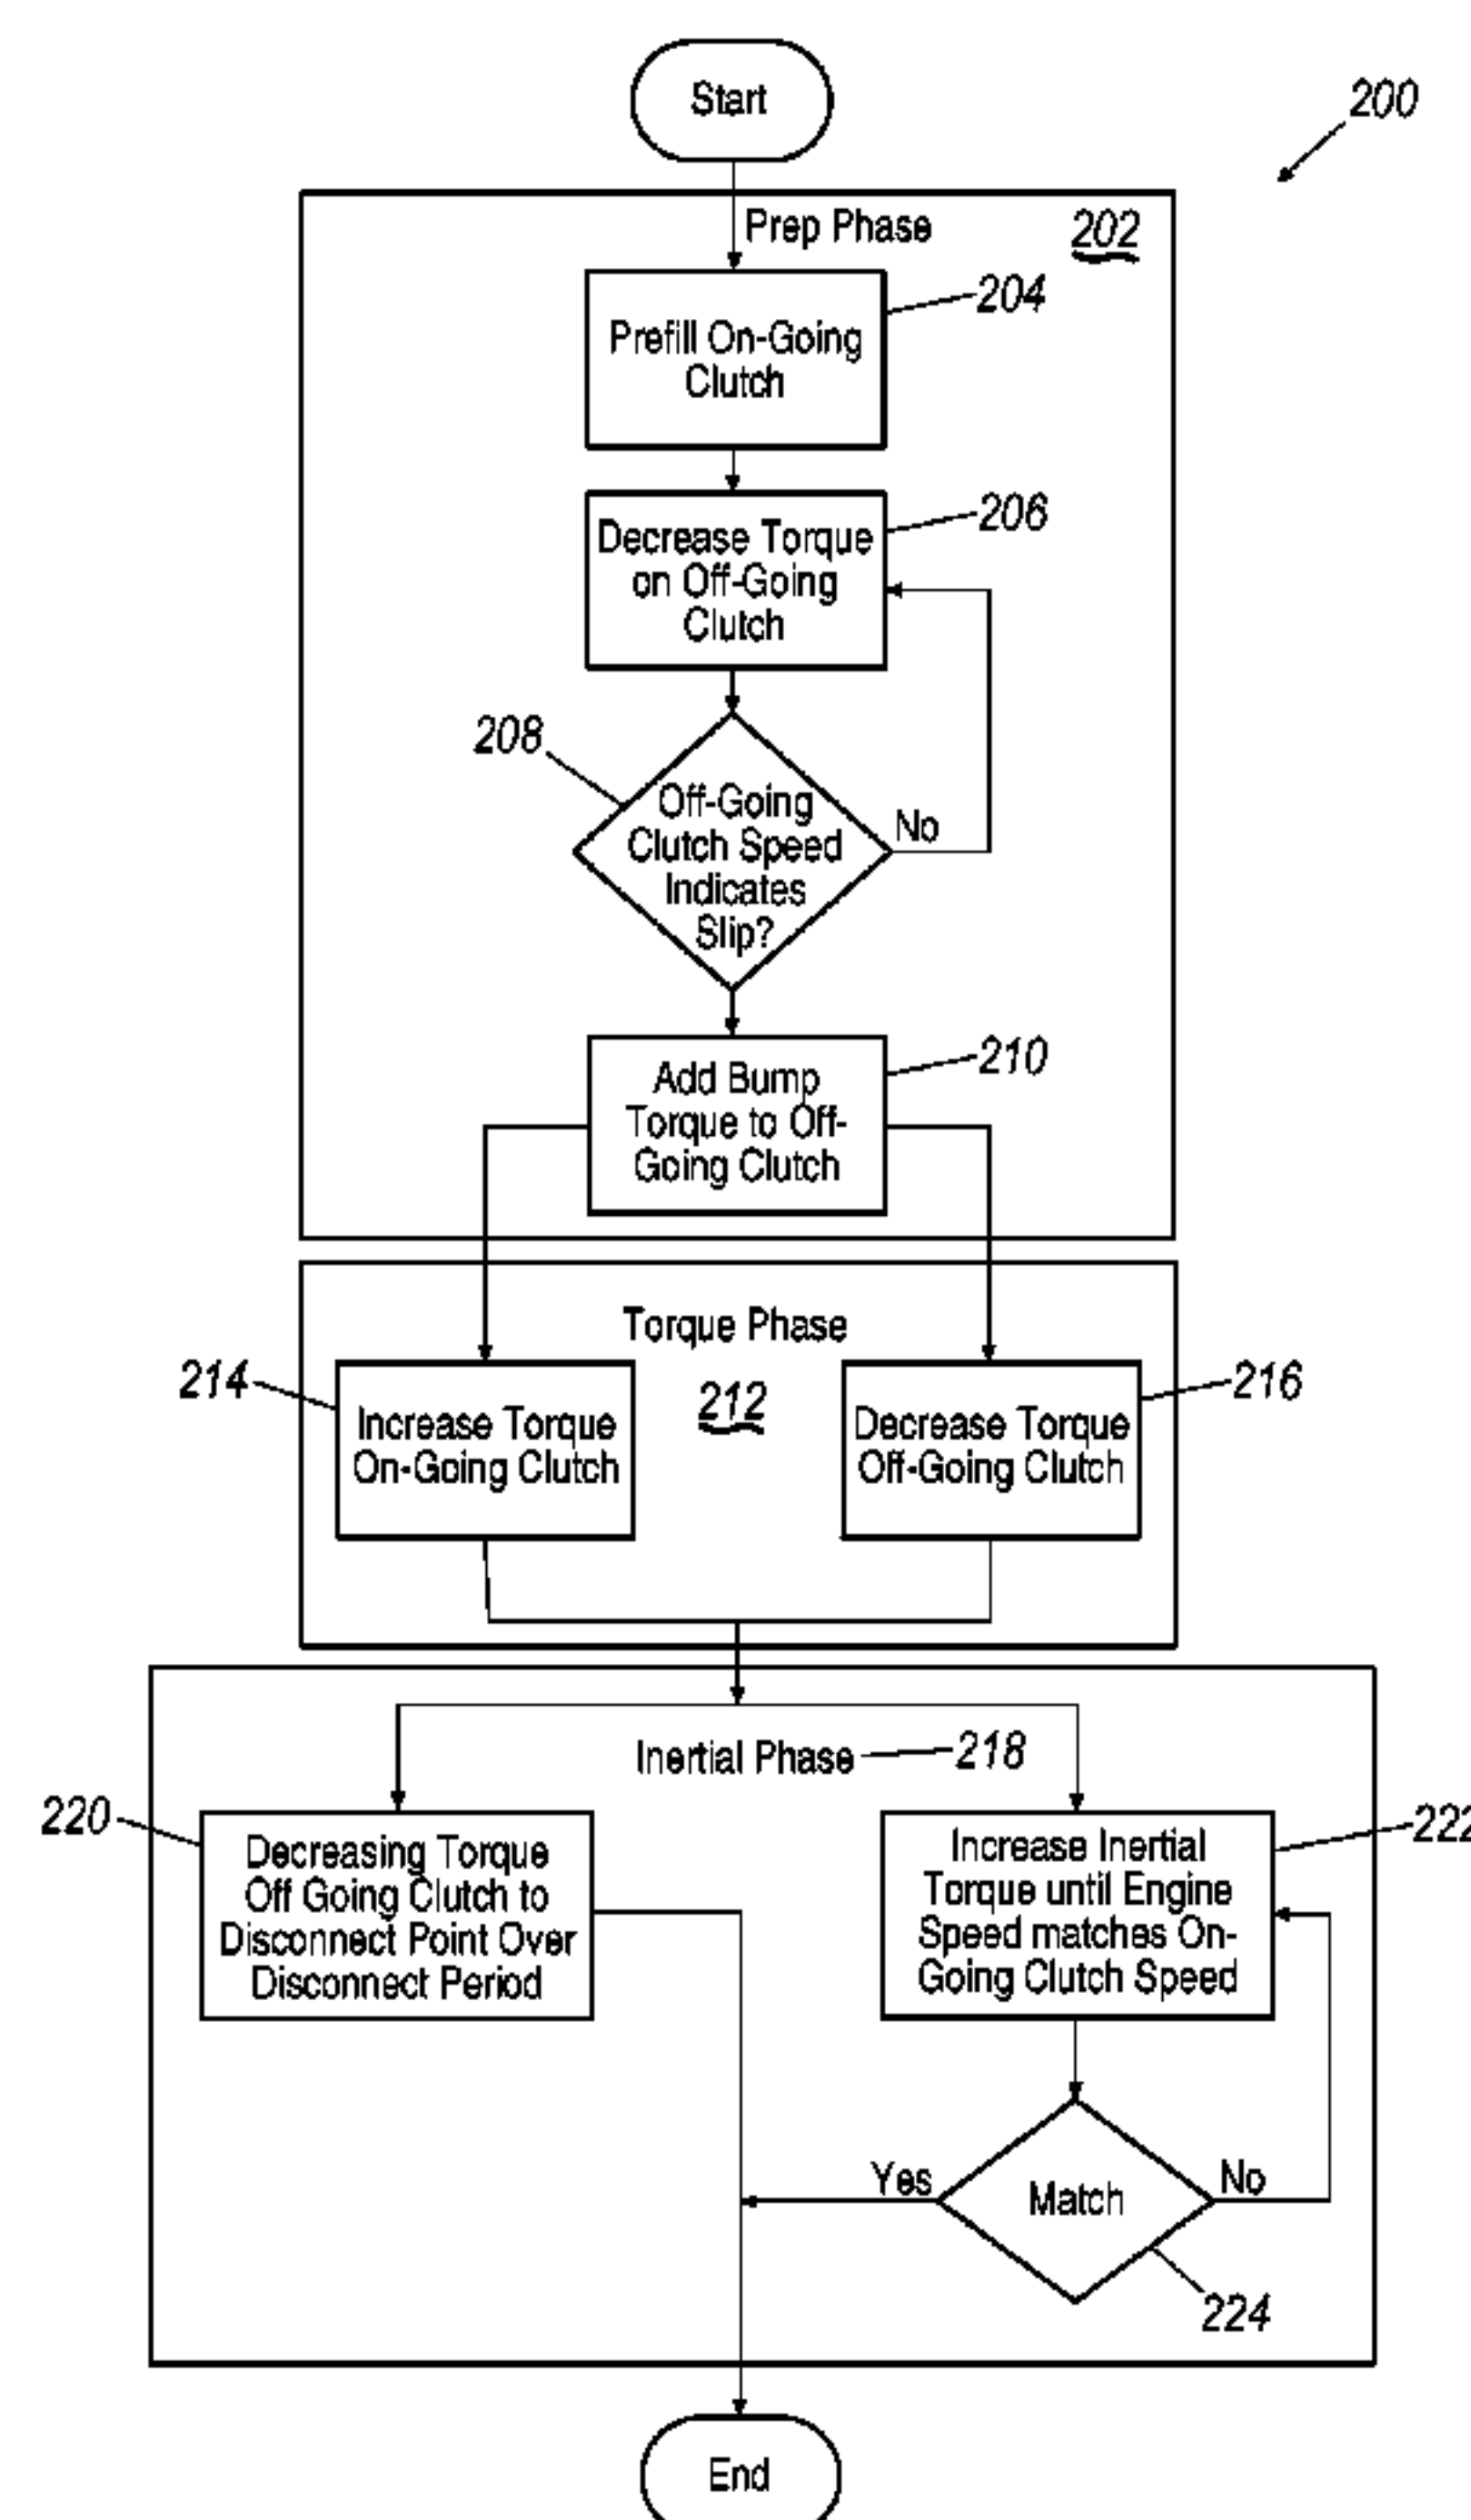 Start
200
Prep Phase
202
204
Prefill On-Going
Clutch
206
Decrease Torque
on Off-Going
Clutch
208
Off-Going
Clutch Speed
Indicates
Slip?
No
210
Add Bump
Torque to Off-
Going Clutch
Torque Phase
212
214
Increase Torque
On-Going Clutch
216
Decrease Torque
Off-Going Clutch
Inertial Phase
218
220
Decreasing Torque
Off Going Clutch to
Disconnect Point Over
Disconnect Period
222
Increase Inertial
Torque until Engine
Speed matches On-
Going Clutch Speed
Yes
Match
No
224
End